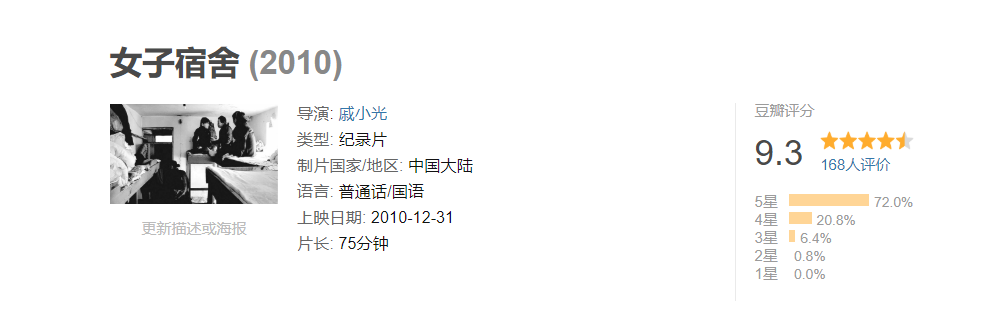 女子宿舍 (2010)
导演: 戚小光
类型: 纪录片
制片国家/地区: 中国大陆
语言: 普通话/国语
上映日期: 2010-12-31
片长: 75分钟
更新描述或海报
豆瓣评分
9.3
168人评价
5星 72.0%
4星 20.8%
3星 6.4%
2星 0.8%
1星 0.0%